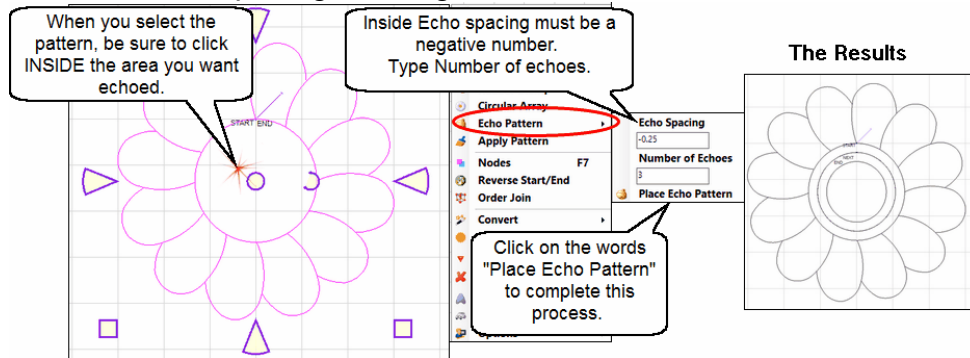 When you select the
pattern, be sure to click
INSIDE the area you want
echoed.
START END
Inside Echo spacing must be a
negative number.
Type Number of echoes.
Circular Array
Echo Pattern
Apply Pattern
Nodes F7
Reverse Start/End
Order Join
Convert
Echo Spacing
-0.25
Number of Echoes
3
Place Echo Pattern
Click on the words
"Place Echo Pattern"
to complete this
process.
The Results